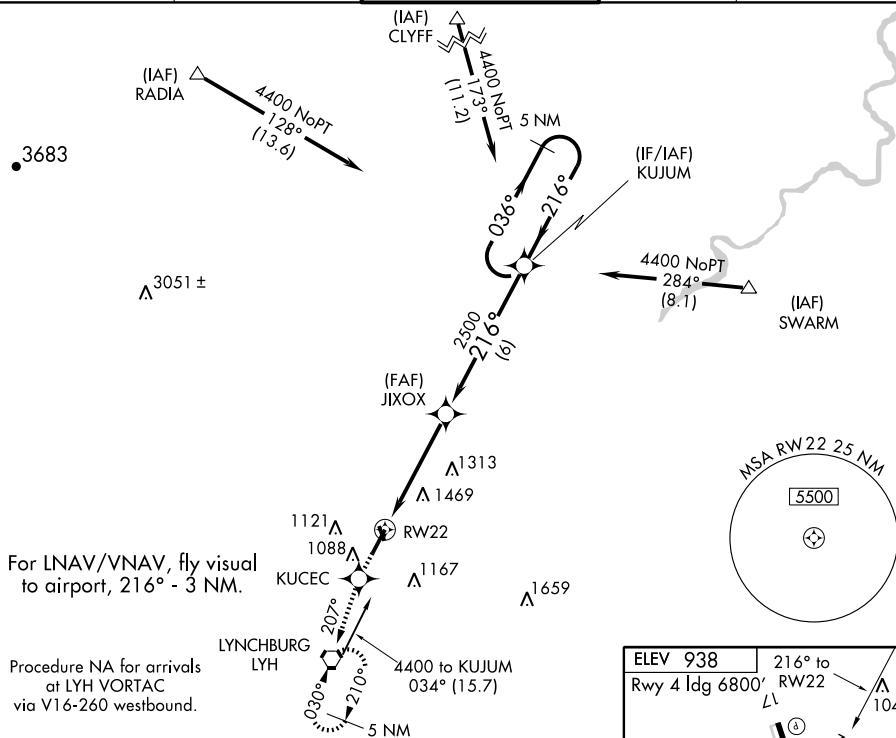 (IAF)
CLYFF
4400 NoPT
173°
(11.2)
(IAF)
RADIA
4400 NoPT
128°
(13.6)
5 NM
3683
(IF/IAF)
KUJUM
036°
216°
4400 NoPT
284°
(8.1)
(IAF)
SWARM
3051 ±
2500
216°
(6)
(FAF)
JIXOX
1313
1469
MSA RW22 25 NM
5500
1121
RW22
1088
For LNAV/VNAV, fly visual
to airport, 216° - 3 NM.
KUCEC
1167
1659
207°
LYNCHBURG
LYH
4400 to KUJUM
034° (15.7)
Procedure NA for arrivals
at LYH VORTAC
via V16-260 westbound.
030°
210°
5 NM
ELEV 938
Rwy 4 ldg 6800'
216° to
RW22
17
P
104